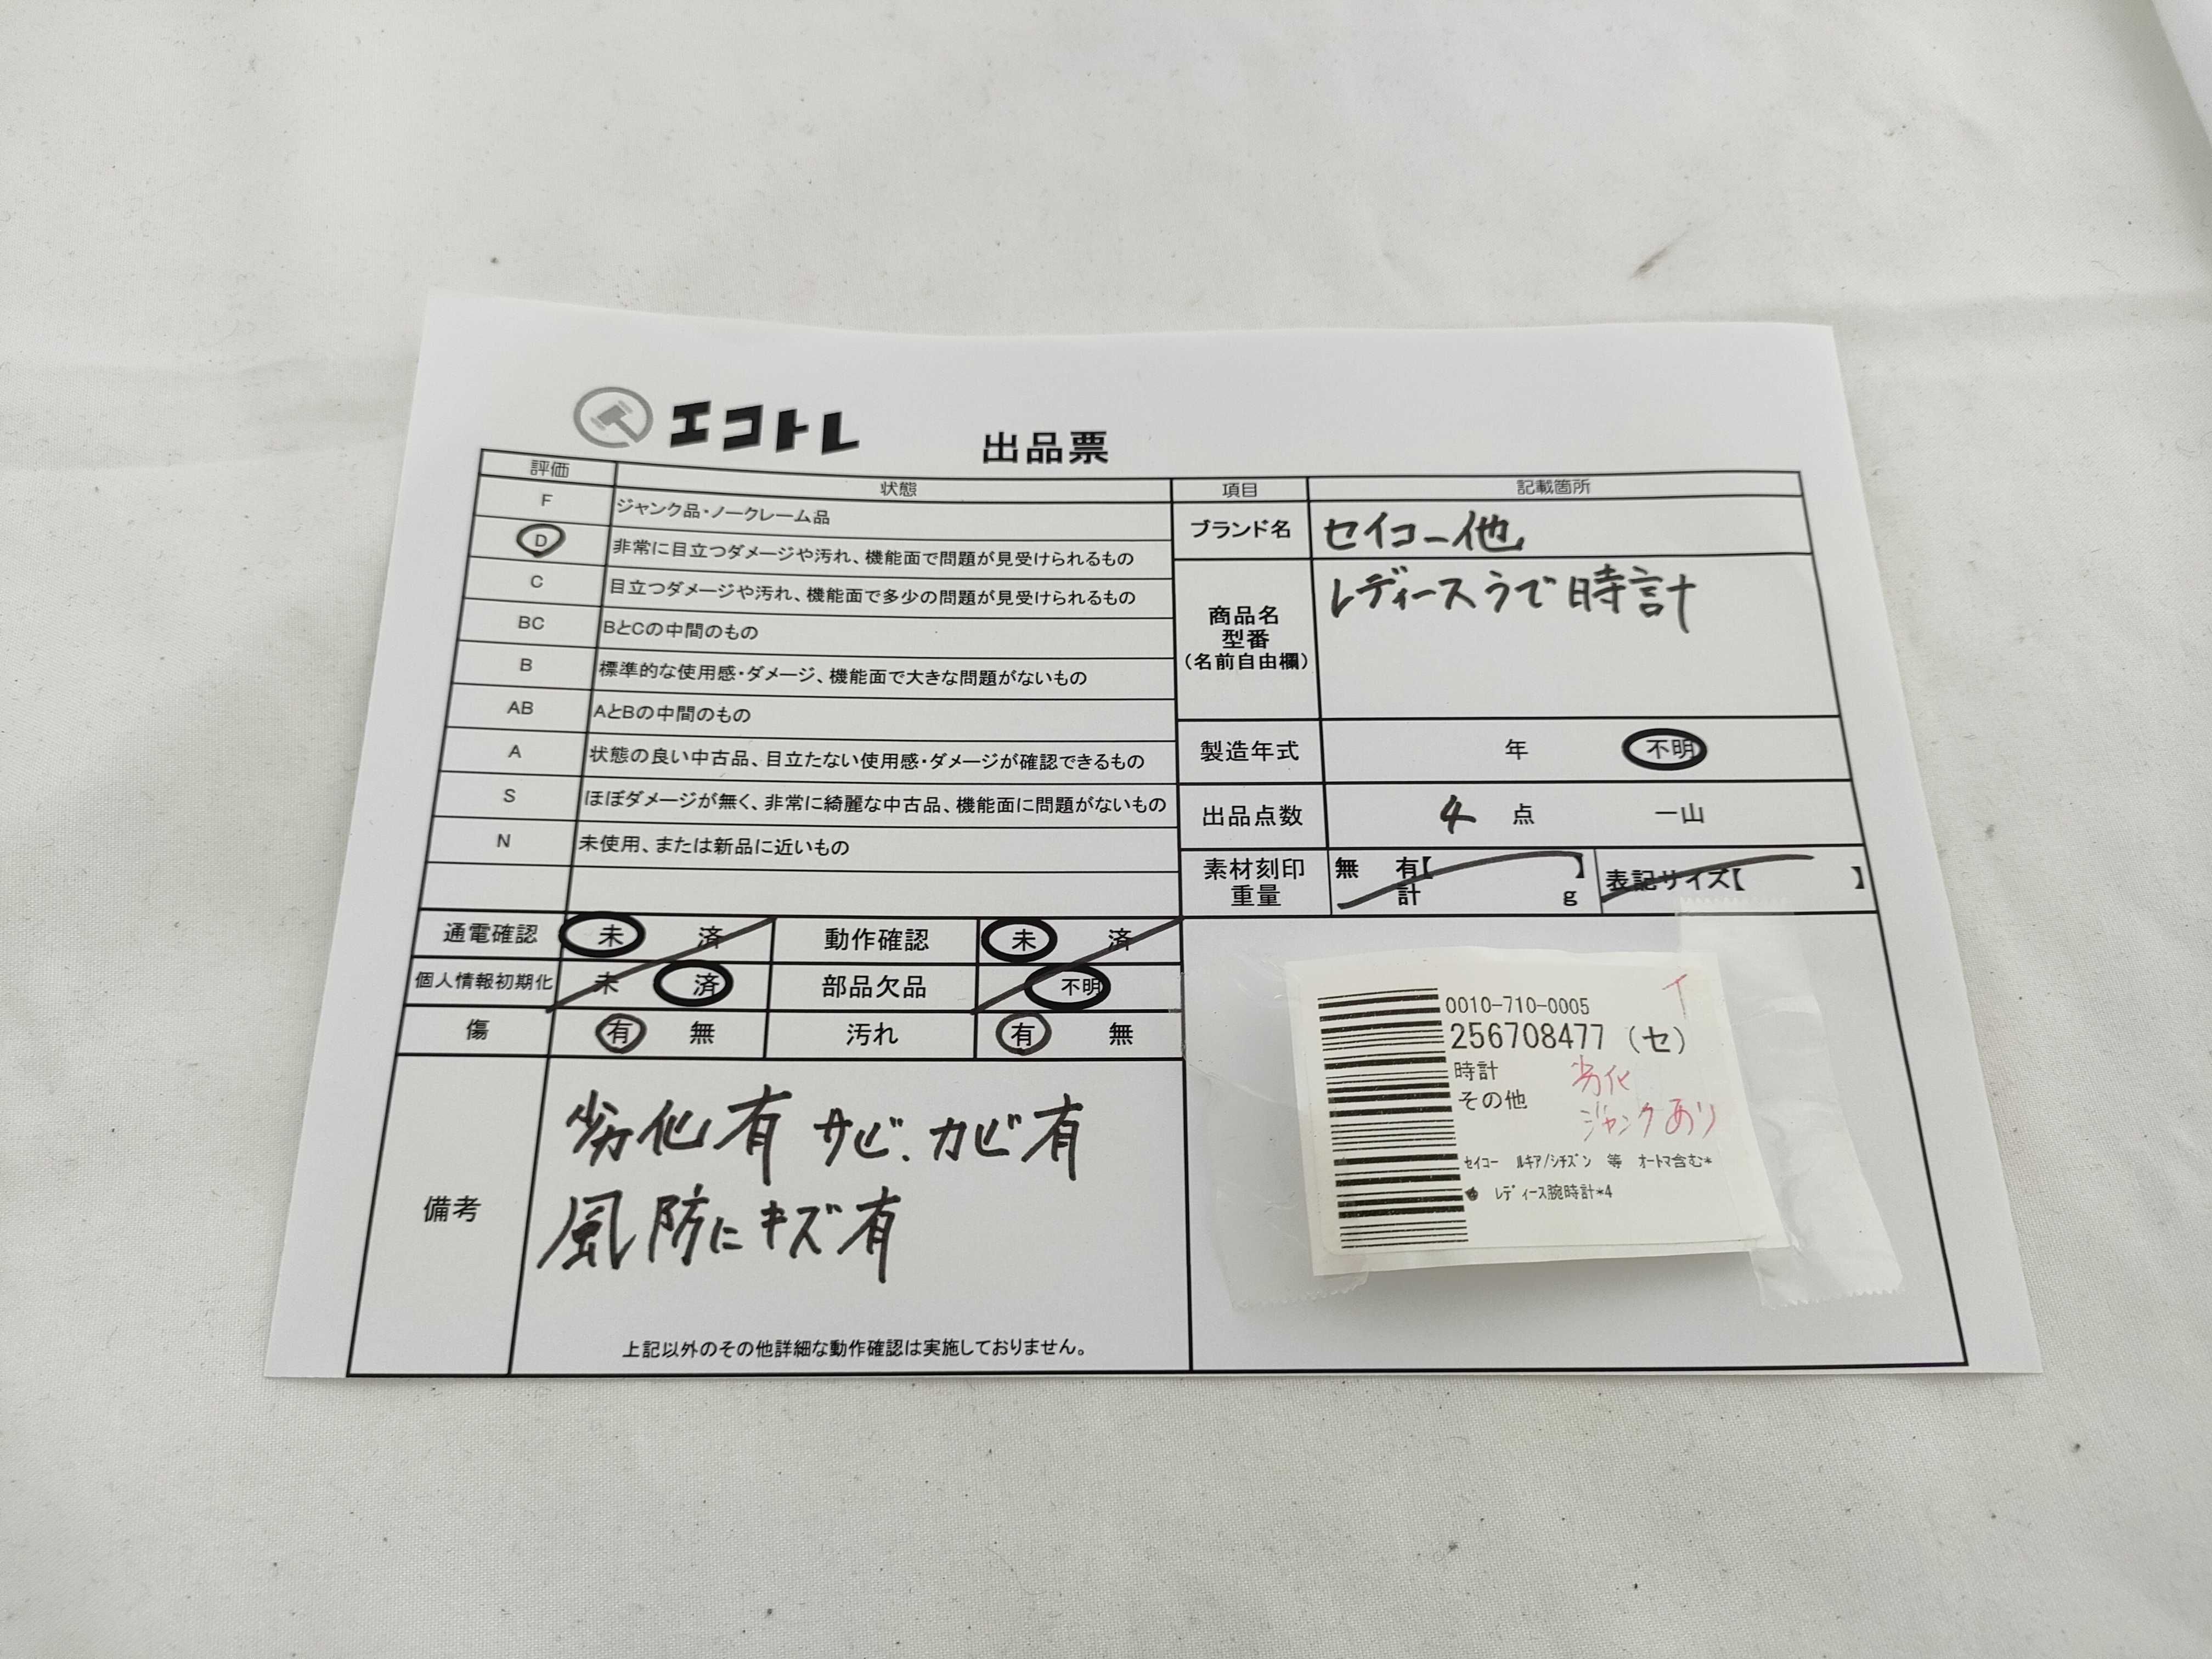 エコトレ 出品票
評価 状態
F ジャンク品・ノークレーム品
D 非常に目立つダメージや汚れ、機能面で問題が見受けられるもの
C 目立つダメージや汚れ、機能面で多少の問題が見受けられるもの
BC BとCの中間のもの
B 標準的な使用感・ダメージ、機能面で大きな問題がないもの
AB AとBの中間のもの
A 状態の良い中古品、目立たない使用感・ダメージが確認できるもの
S ほぼダメージが無く、非常に綺麗な中古品、機能面に問題がないもの
N 未使用、または新品に近いもの
項目 記載箇所
ブランド名 セイコー他
商品名 レディースうで時計
型番
(名前自由欄)
製造年式 年 不明
出品点数 4 点 一山
素材刻印 無 有【 】 表記サイズ【 】
重量 計 g
通電確認 未 済 動作確認 未 済
個人情報初期化 未 済 部品欠品 不明
傷 有 無 汚れ 有 無
備考
劣化有 サビ、カビ有
風防にキズ有
上記以外のその他詳細な動作確認は実施しておりません。
0010-710-0005
256708477 (セ)
時計 劣化
その他 ジャンクあり
セイコー ルキア/シチズン 等 オートマ含む*
レディース腕時計*4